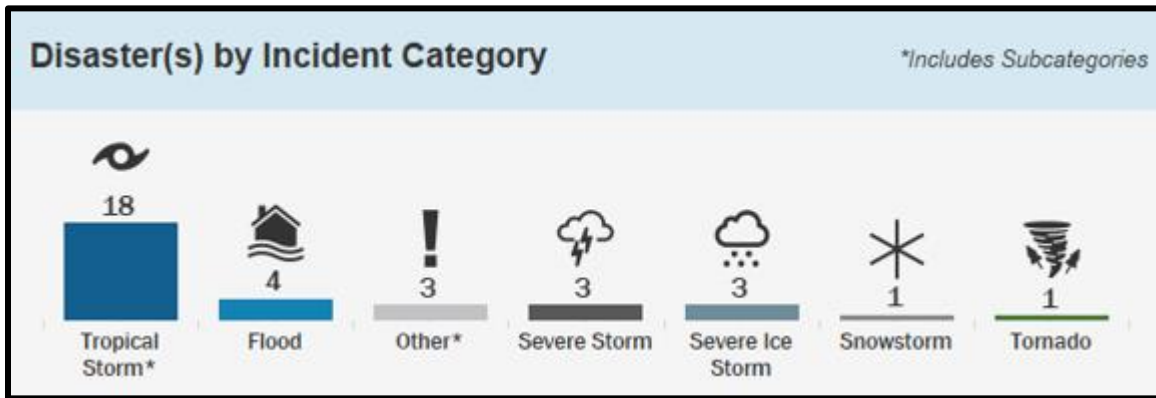 Disaster(s) by Incident Category
*Includes Subcategories
18
4
3
3
3
1
1
Tropical
Storm*
Flood
Other*
Severe Storm
Severe Ice
Storm
Snowstorm
Tornado